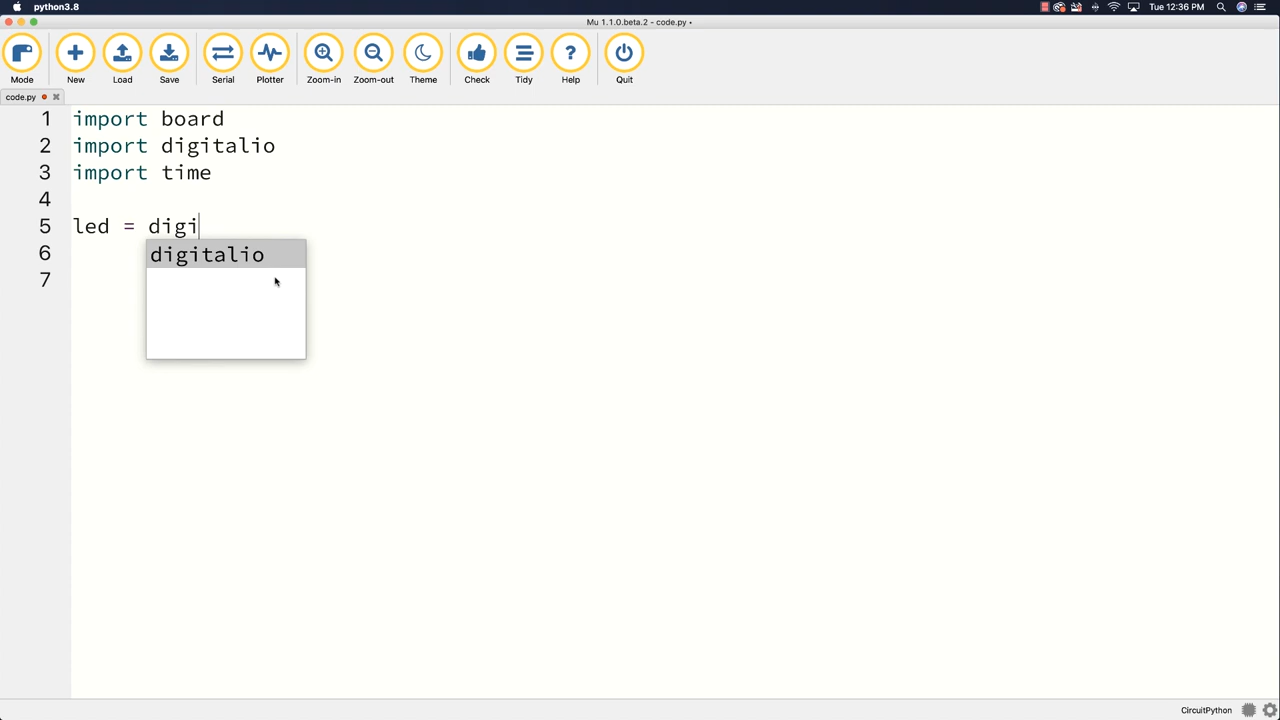 python3.8
Tue 12:36 PM
Mu 1.1.0.beta.2 - code.py •
Mode New Load Save Serial Plotter Zoom-in Zoom-out Theme Check Tidy Help Quit
code.py
1 import board
2 import digitalio
3 import time
4
5 led = digi
digitalio
6
7
CircuitPython